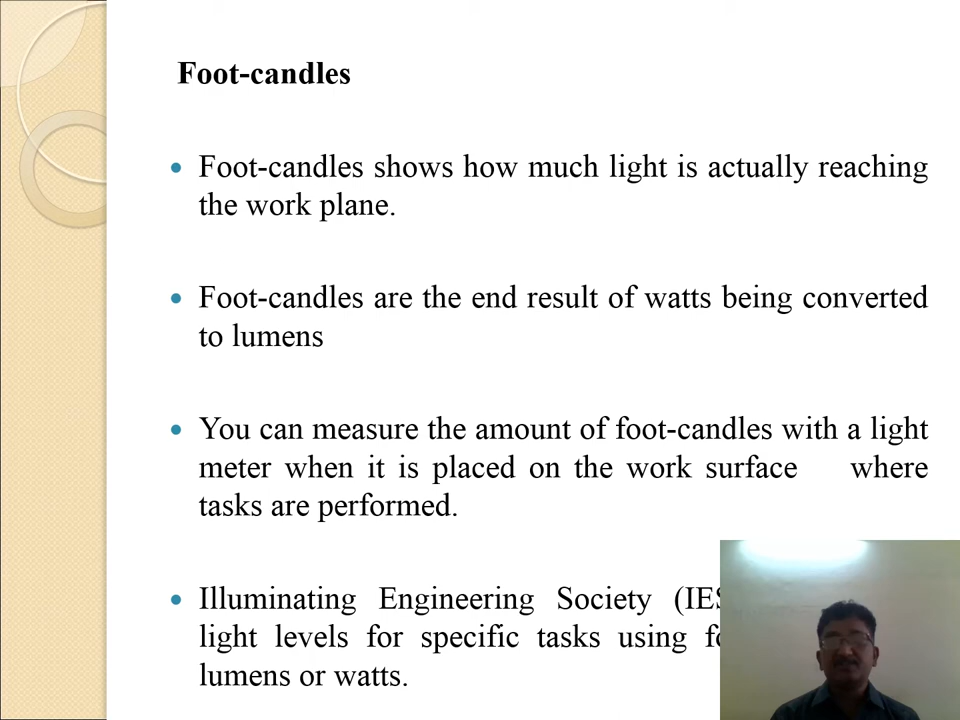 Foot-candles
• Foot-candles shows how much light is actually reaching
the work plane.
• Foot-candles are the end result of watts being converted
to lumens
• You can measure the amount of foot-candles with a light
meter when it is placed on the work surface where
tasks are performed.
• Illuminating Engineering Society (IES
light levels for specific tasks using
lumens or watts.